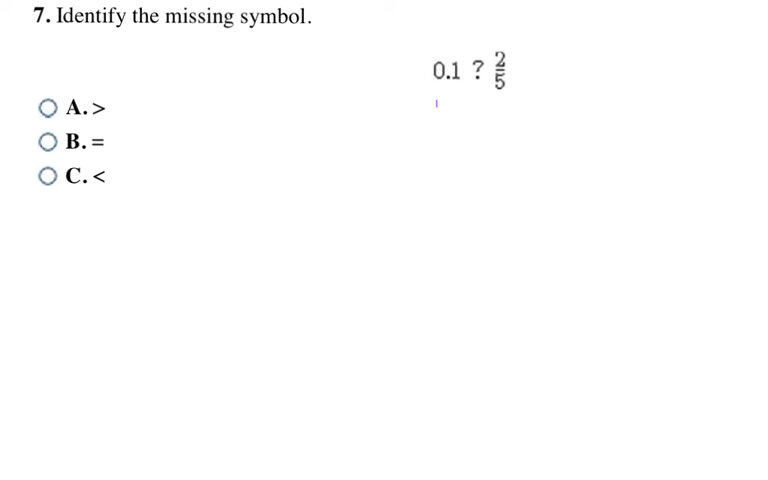 7. Identify the missing symbol.
0.1 ? 2/5
A. >
B. =
C. <